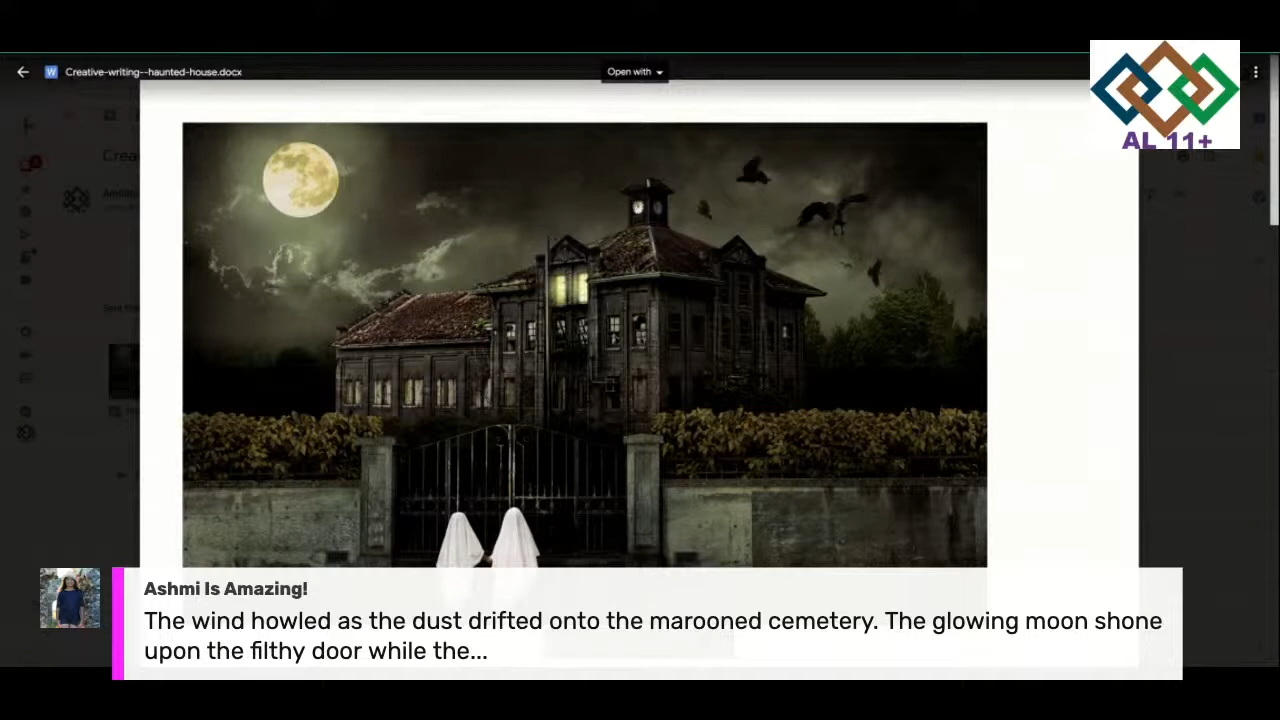 Creative-writing--haunted-house.docx
Open with
AL 11+
Ashmi Is Amazing!
The wind howled as the dust drifted onto the marooned cemetery. The glowing moon shone
upon the filthy door while the...